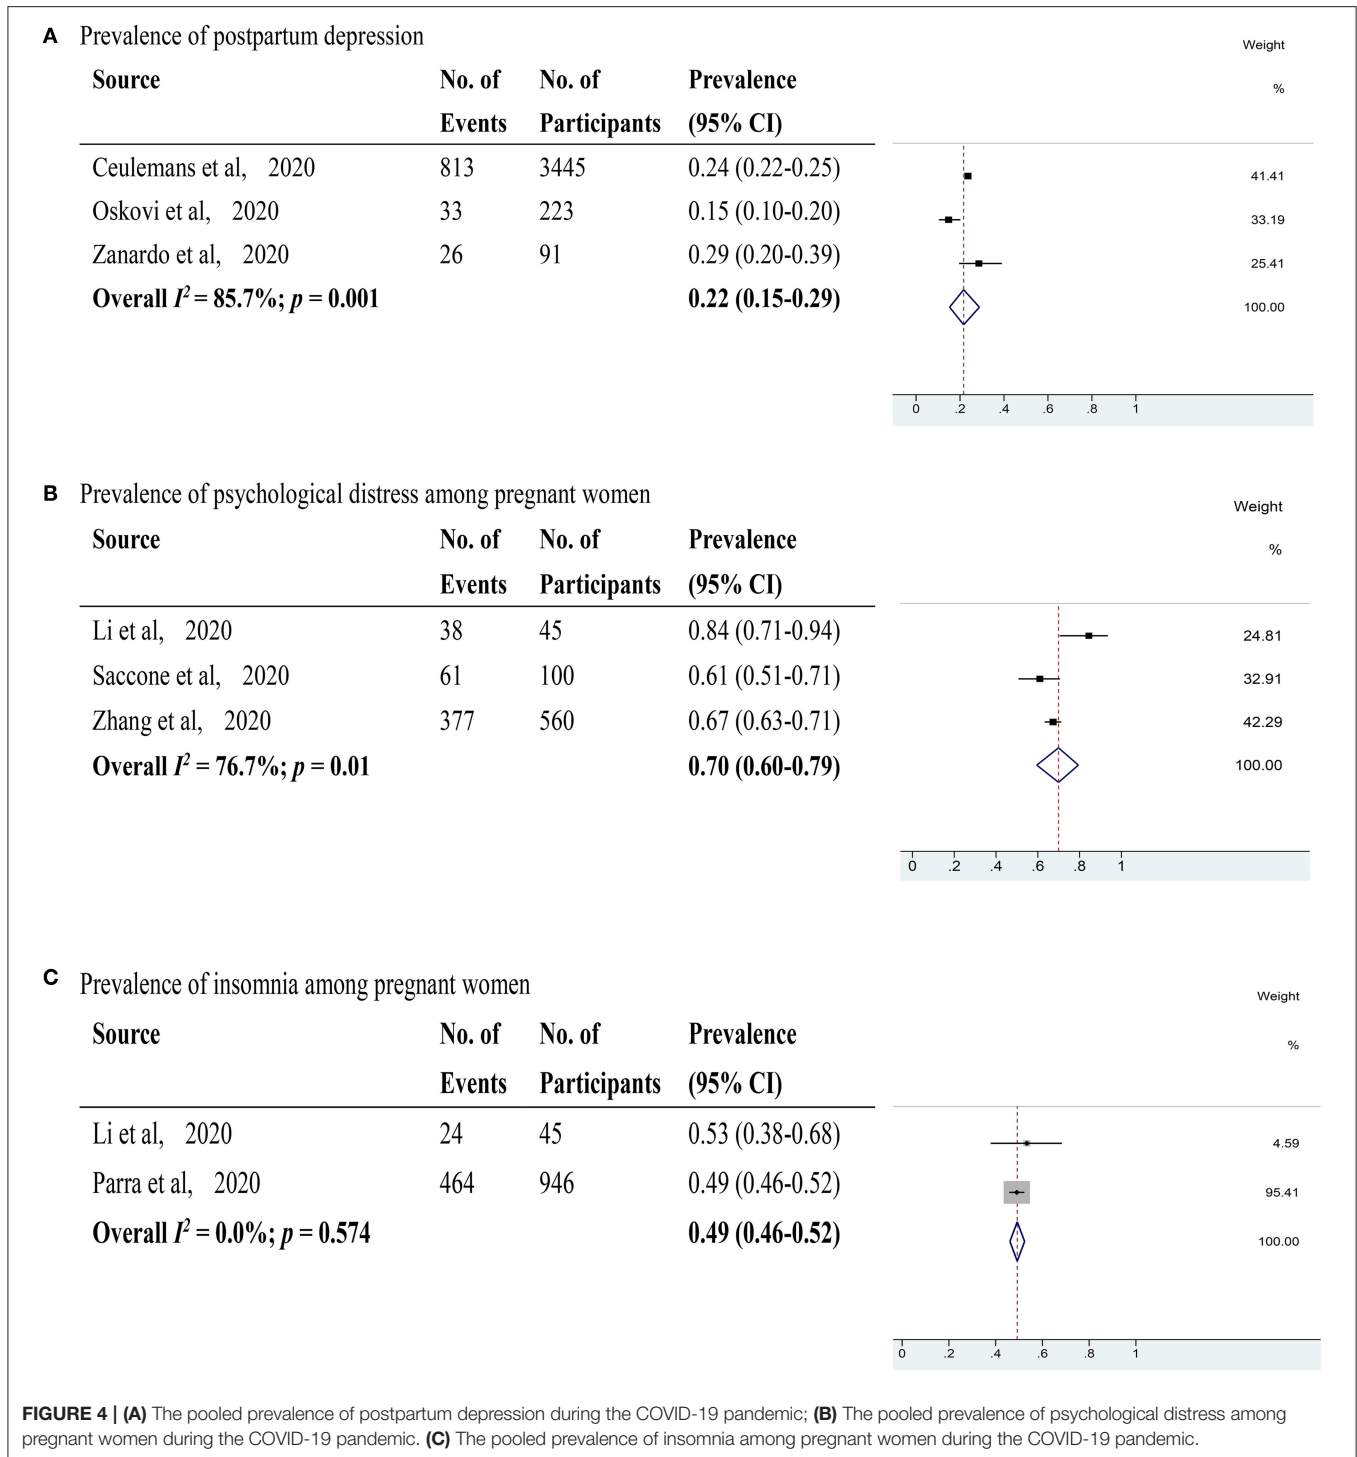 A Prevalence of postpartum depression
Weight
Source No. of No. of Prevalence
%
Events Participants (95% CI)
Ceulemans et al, 2020 813 3445 0.24 (0.22-0.25) 41.41
Oskovi et al, 2020 33 223 0.15 (0.10-0.20) 33.19
Zanardo et al, 2020 26 91 0.29 (0.20-0.39) 25.41
Overall I² = 85.7%; p = 0.001 0.22 (0.15-0.29) 100.00
0 .2 .4 .6 .8 1
B Prevalence of psychological distress among pregnant women
Weight
Source No. of No. of Prevalence
%
Events Participants (95% CI)
Li et al, 2020 38 45 0.84 (0.71-0.94) 24.81
Saccone et al, 2020 61 100 0.61 (0.51-0.71) 32.91
Zhang et al, 2020 377 560 0.67 (0.63-0.71) 42.29
Overall I² = 76.7%; p = 0.01 0.70 (0.60-0.79) 100.00
0 .2 .4 .6 .8 1
C Prevalence of insomnia among pregnant women
Weight
Source No. of No. of Prevalence
%
Events Participants (95% CI)
Li et al, 2020 24 45 0.53 (0.38-0.68) 4.59
Parra et al, 2020 464 946 0.49 (0.46-0.52) 95.41
Overall I² = 0.0%; p = 0.574 0.49 (0.46-0.52) 100.00
0 .2 .4 .6 .8 1
FIGURE 4 | (A) The pooled prevalence of postpartum depression during the COVID-19 pandemic; (B) The pooled prevalence of psychological distress among
pregnant women during the COVID-19 pandemic. (C) The pooled prevalence of insomnia among pregnant women during the COVID-19 pandemic.